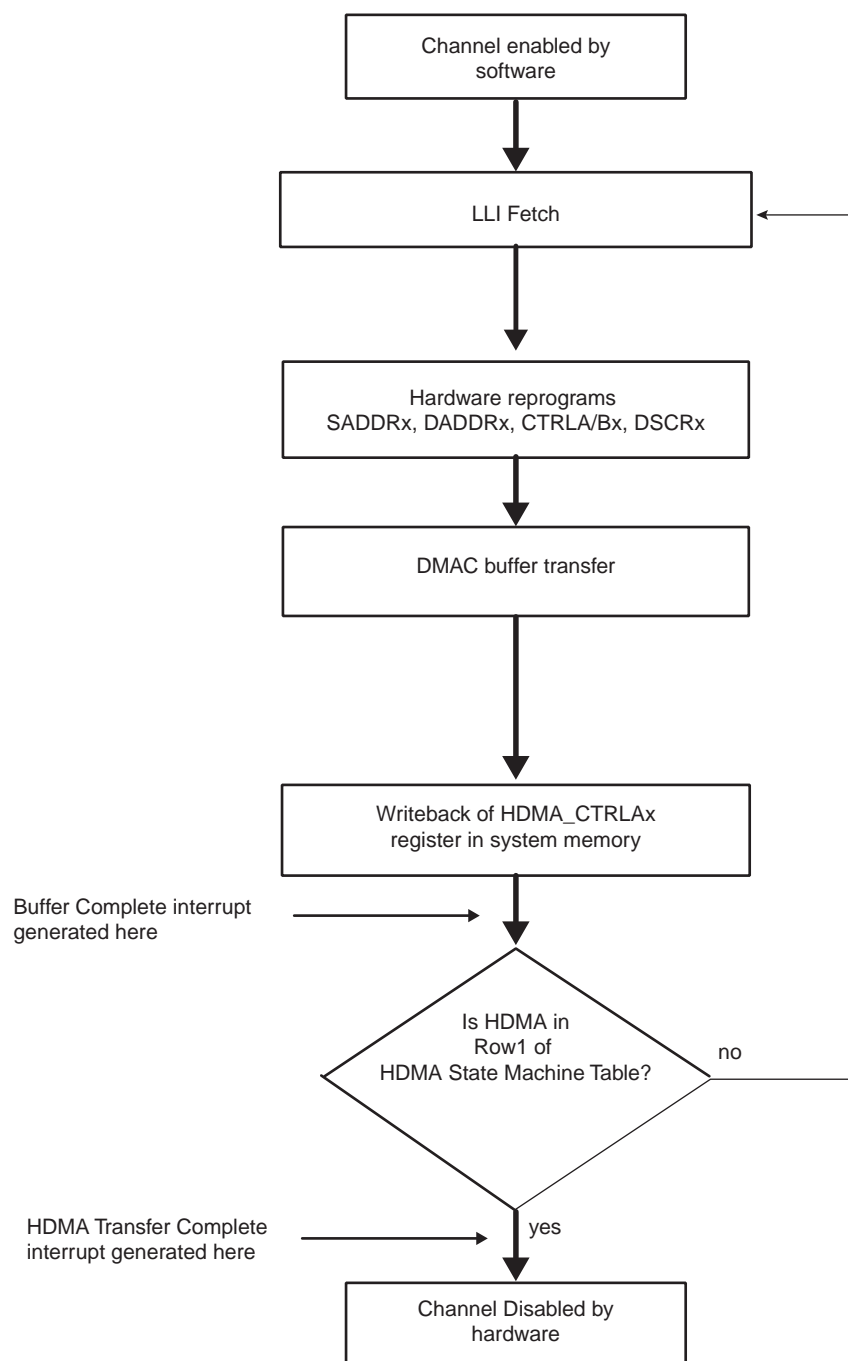 Channel enabled by
software
LLI Fetch
Hardware reprograms
SADDRx, DADDRx, CTRLA/Bx, DSCRx
DMAC buffer transfer
Writeback of HDMA_CTRLAx
register in system memory
Buffer Complete interrupt
generated here
Is HDMA in
Row1 of
HDMA State Machine Table?
no
HDMA Transfer Complete
interrupt generated here
yes
Channel Disabled by
hardware